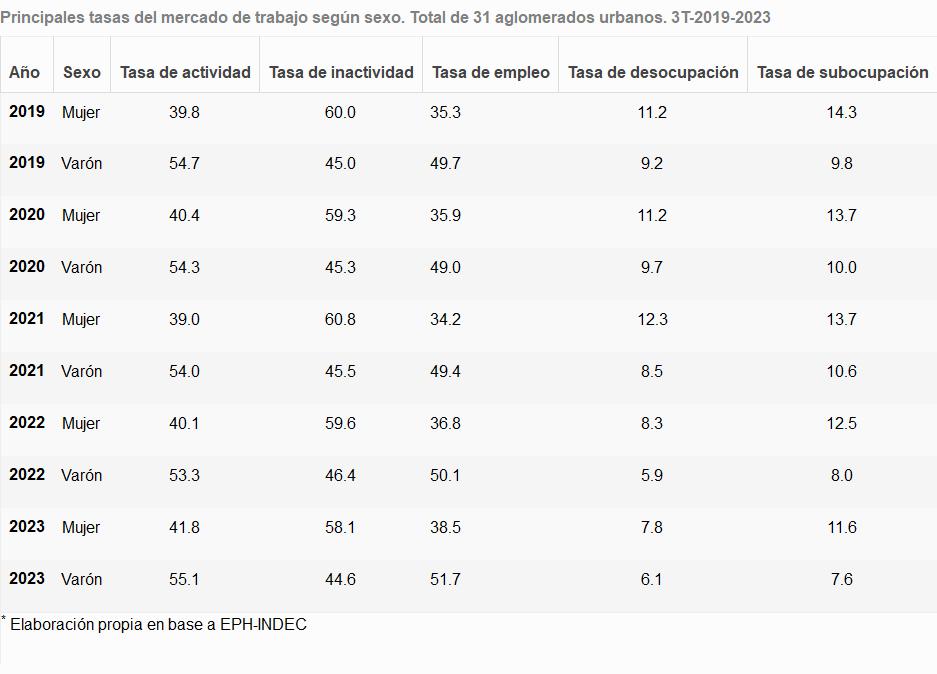 Principales tasas del mercado de trabajo según sexo. Total de 31 aglomerados urbanos. 3T-2019-2023
Año Sexo Tasa de actividad Tasa de inactividad Tasa de empleo Tasa de desocupación Tasa de subocupación
2019 Mujer 39.8 60.0 35.3 11.2 14.3
2019 Varón 54.7 45.0 49.7 9.2 9.8
2020 Mujer 40.4 59.3 35.9 11.2 13.7
2020 Varón 54.3 45.3 49.0 9.7 10.0
2021 Mujer 39.0 60.8 34.2 12.3 13.7
2021 Varón 54.0 45.5 49.4 8.5 10.6
2022 Mujer 40.1 59.6 36.8 8.3 12.5
2022 Varón 53.3 46.4 50.1 5.9 8.0
2023 Mujer 41.8 58.1 38.5 7.8 11.6
2023 Varón 55.1 44.6 51.7 6.1 7.6
* Elaboración propia en base a EPH-INDEC